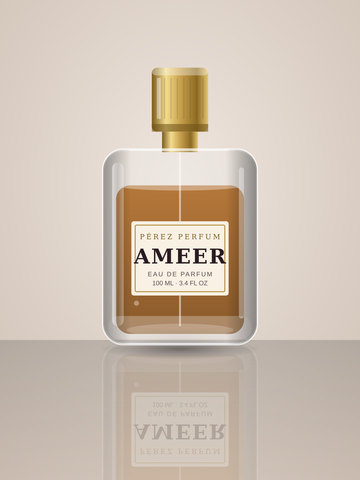 PÉREZ PERFUM
AMEER
EAU DE PARFUM
100 ML · 3.4 FL OZ